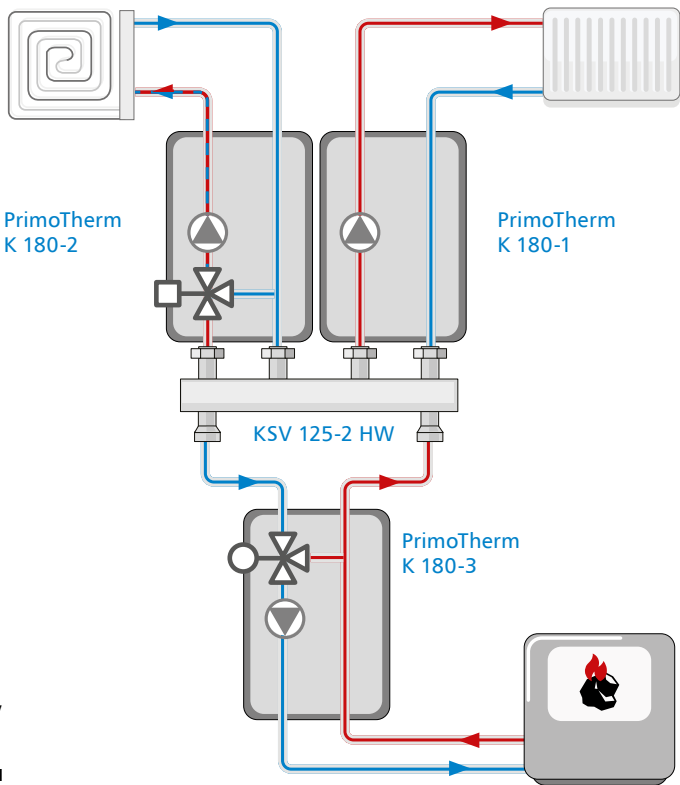 PrimoTherm
K 180-2
PrimoTherm
K 180-1
KSV 125-2 HW
PrimoTherm
K 180-3